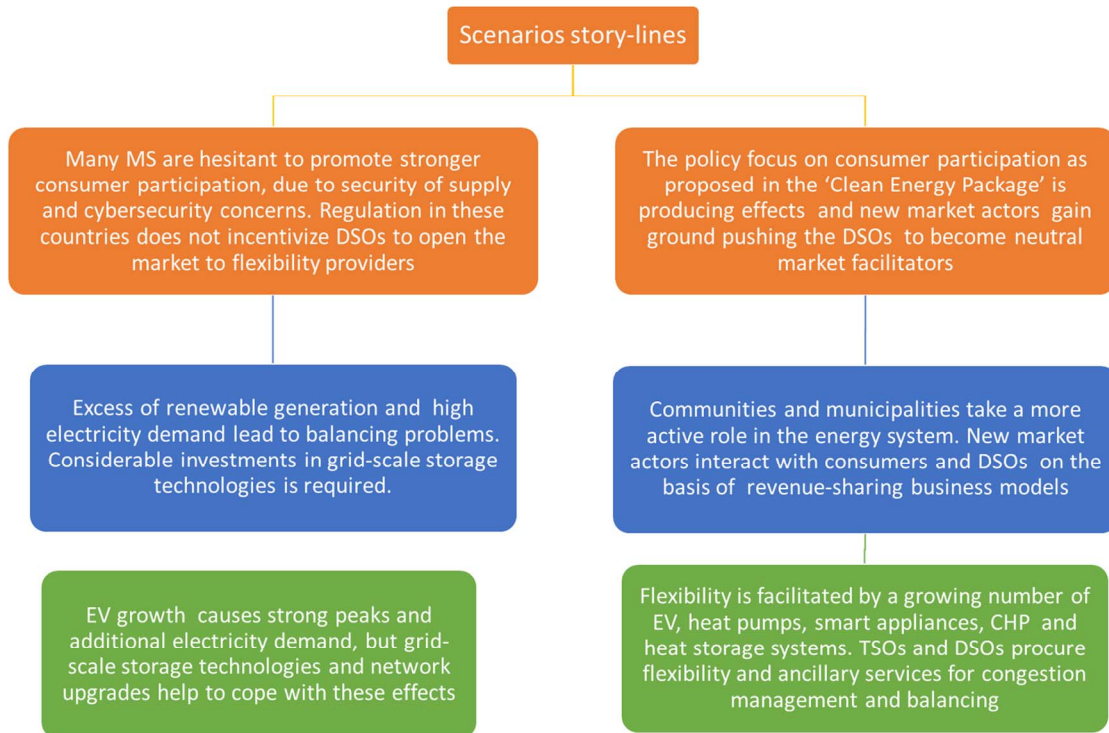 Scenarios story-lines
Many MS are hesitant to promote stronger
consumer participation, due to security of supply
and cybersecurity concerns. Regulation in these
countries does not incentivize DSOs to open the
market to flexibility providers
The policy focus on consumer participation as
proposed in the ‘Clean Energy Package’ is
producing effects and new market actors gain
ground pushing the DSOs to become neutral
market facilitators
Excess of renewable generation and high
electricity demand lead to balancing problems.
Considerable investments in grid-scale storage
technologies is required.
Communities and municipalities take a more
active role in the energy system. New market
actors interact with consumers and DSOs on the
basis of revenue-sharing business models
EV growth causes strong peaks and
additional electricity demand, but grid-
scale storage technologies and network
upgrades help to cope with these effects
Flexibility is facilitated by a growing number of
EV, heat pumps, smart appliances, CHP and
heat storage systems. TSOs and DSOs procure
flexibility and ancillary services for congestion
management and balancing